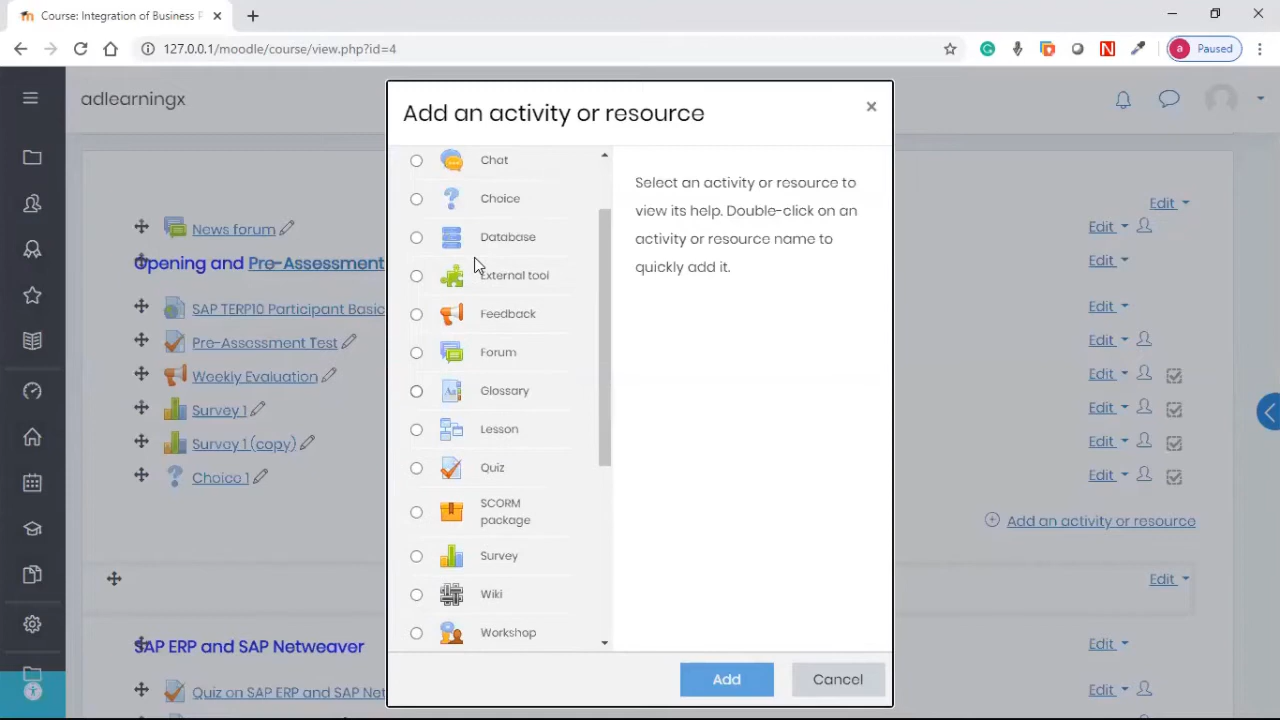 Course: Integration of Business P
127.0.0.1/moodle/course/view.php?id=4
N
a Paused
adlearningx
Add an activity or resource
Chat
Choice
Database
External tool
Feedback
Forum
Glossary
Lesson
Quiz
SCORM
package
Survey
Wiki
Workshop
Select an activity or resource to
view its help. Double-click on an
activity or resource name to
quickly add it.
Add
Cancel
Edit
News forum
Edit
Opening and Pre-Assessment
Edit
SAP TERP10 Participant Basic
Edit
Pre-Assessment Test
Edit
Weekly Evaluation
Edit
Survey 1
Edit
Survey 1 (copy)
Edit
Choice 1
Edit
Add an activity or resource
Edit
SAP ERP and SAP Netweaver
Edit
Quiz on SAP ERP and SAP Net
Edit